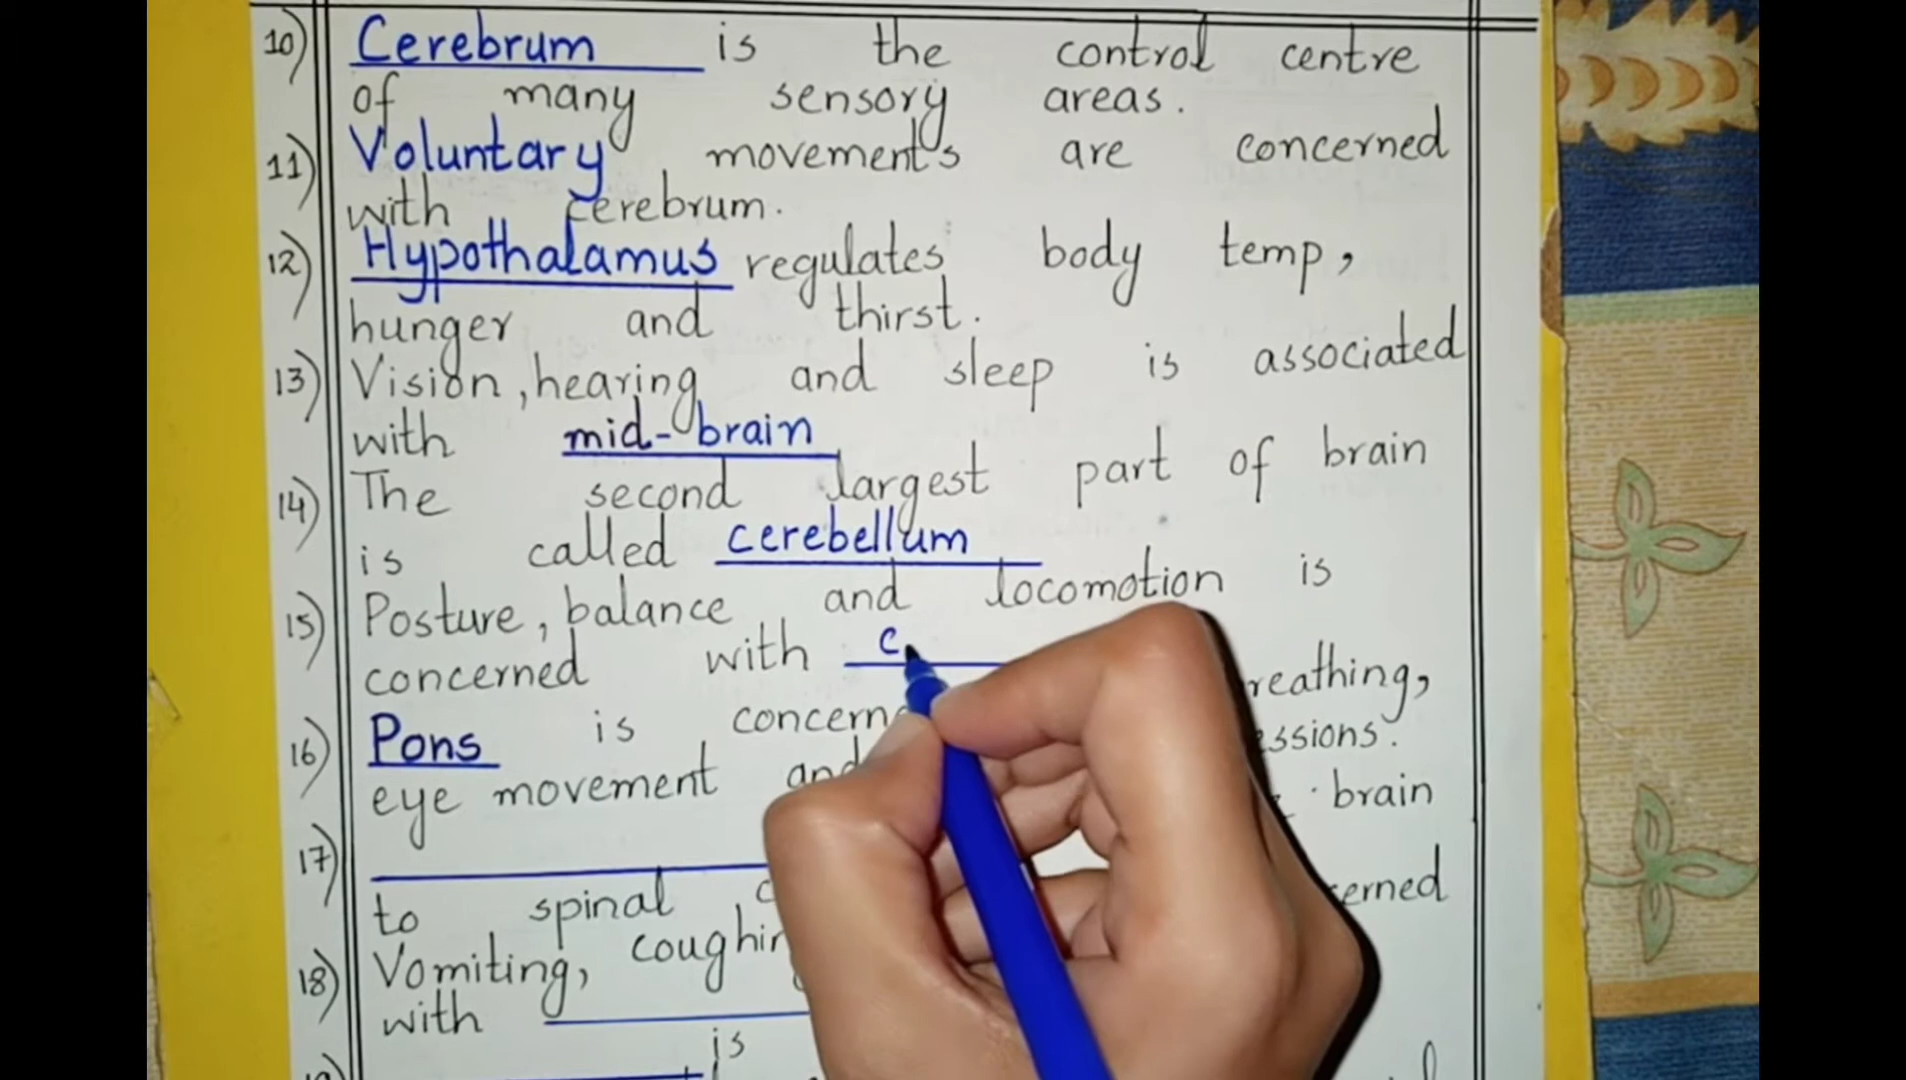 10) Cerebrum is the control centre
of many sensory areas.
11) Voluntary movements are concerned
with cerebrum.
12) Hypothalamus regulates body temp,
hunger and thirst.
13) Vision, hearing and sleep is associated
with mid-brain
14) The second largest part of brain
is called cerebellum
15) Posture, balance and locomotion is
concerned with c
16) Pons is concern reathing,
eye movement and essions.
17) brain
to spinal c
18) Vomiting, coughin erned
with
is